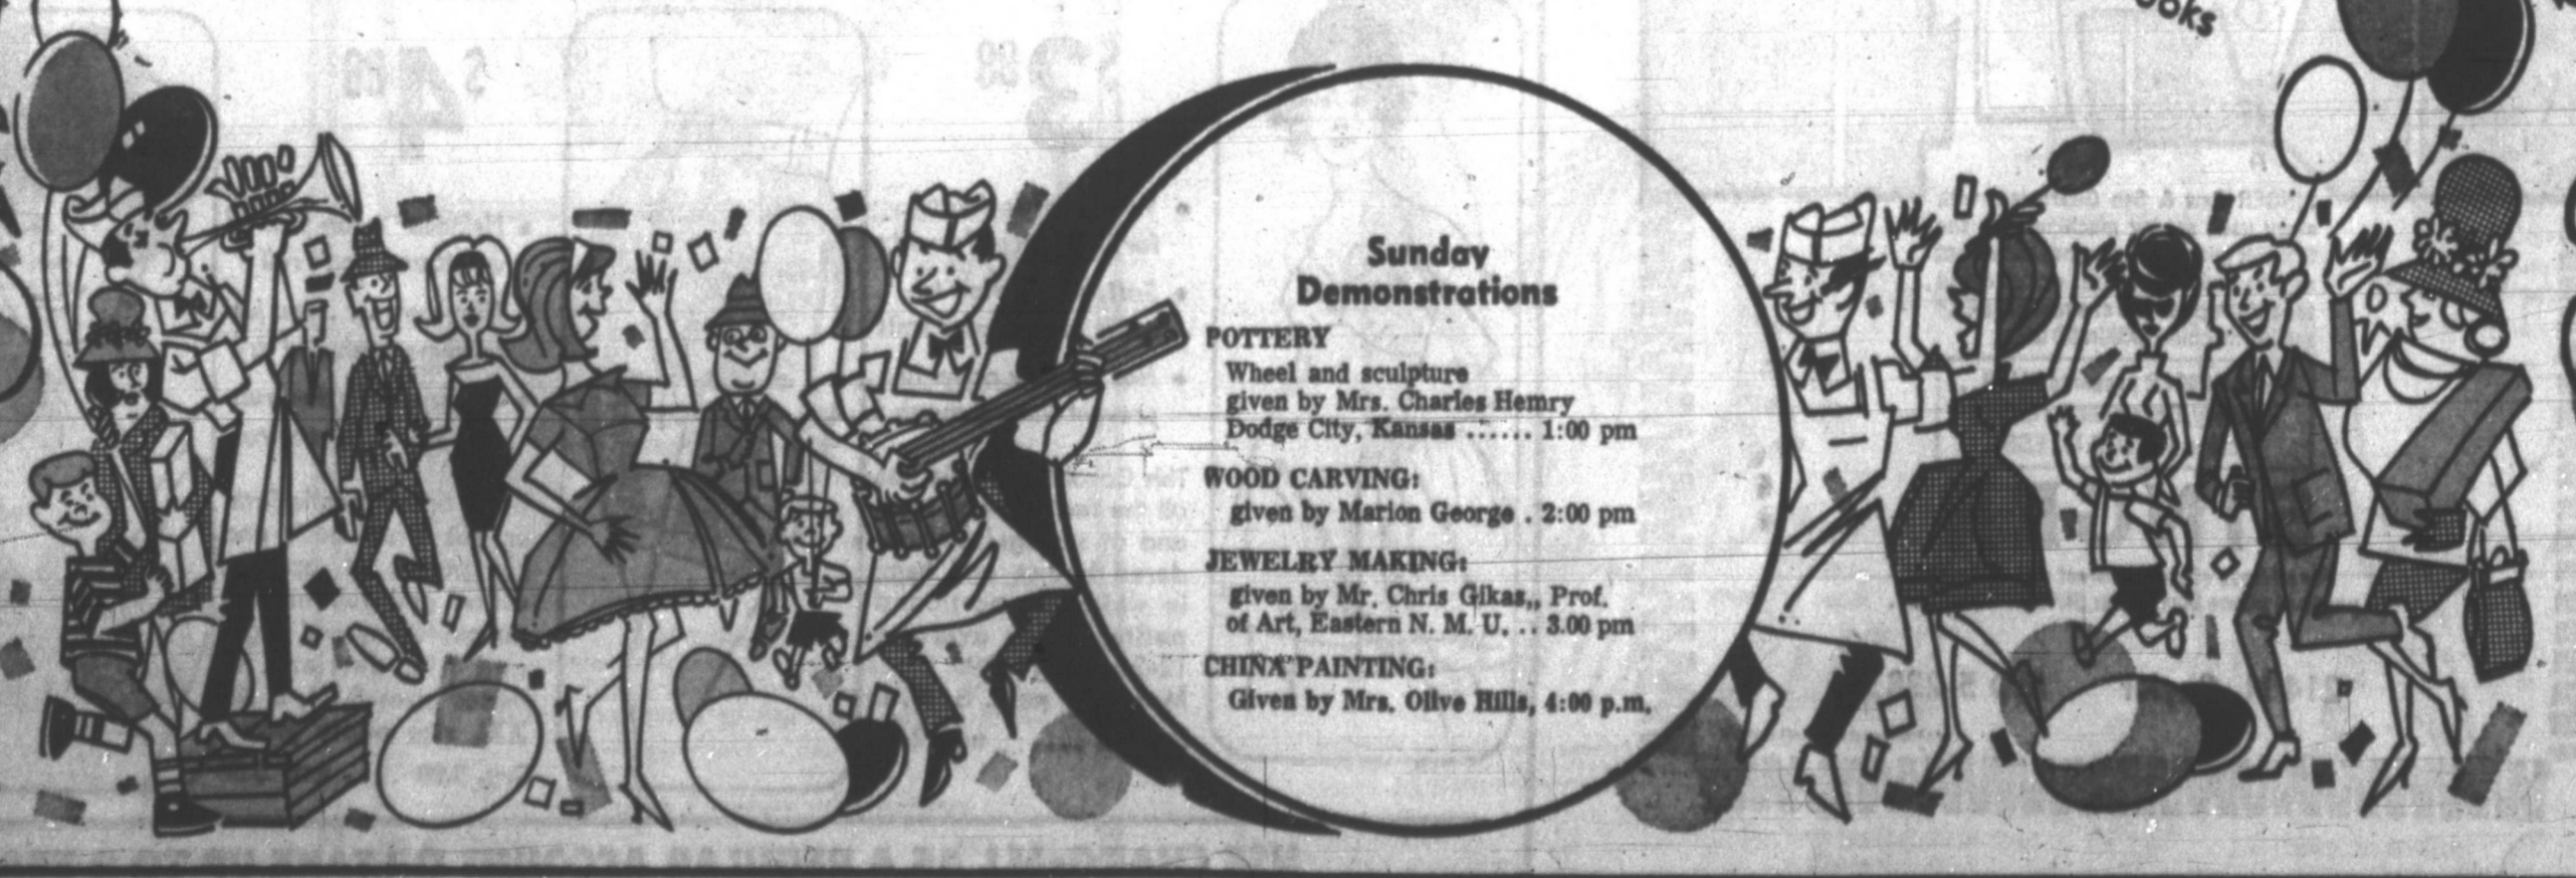 ooks
Sunday
Demonstrations
POTTERY
Wheel and sculpture
given by Mrs. Charles Hemry
Dodge City, Kansas ...... 1:00 pm
WOOD CARVING:
given by Marion George . 2:00 pm
JEWELRY MAKING:
given by Mr. Chris Gikas,, Prof.
of Art, Eastern N. M. U. .. 3.00 pm
CHINA PAINTING:
Given by Mrs. Olive Hills, 4:00 p.m.